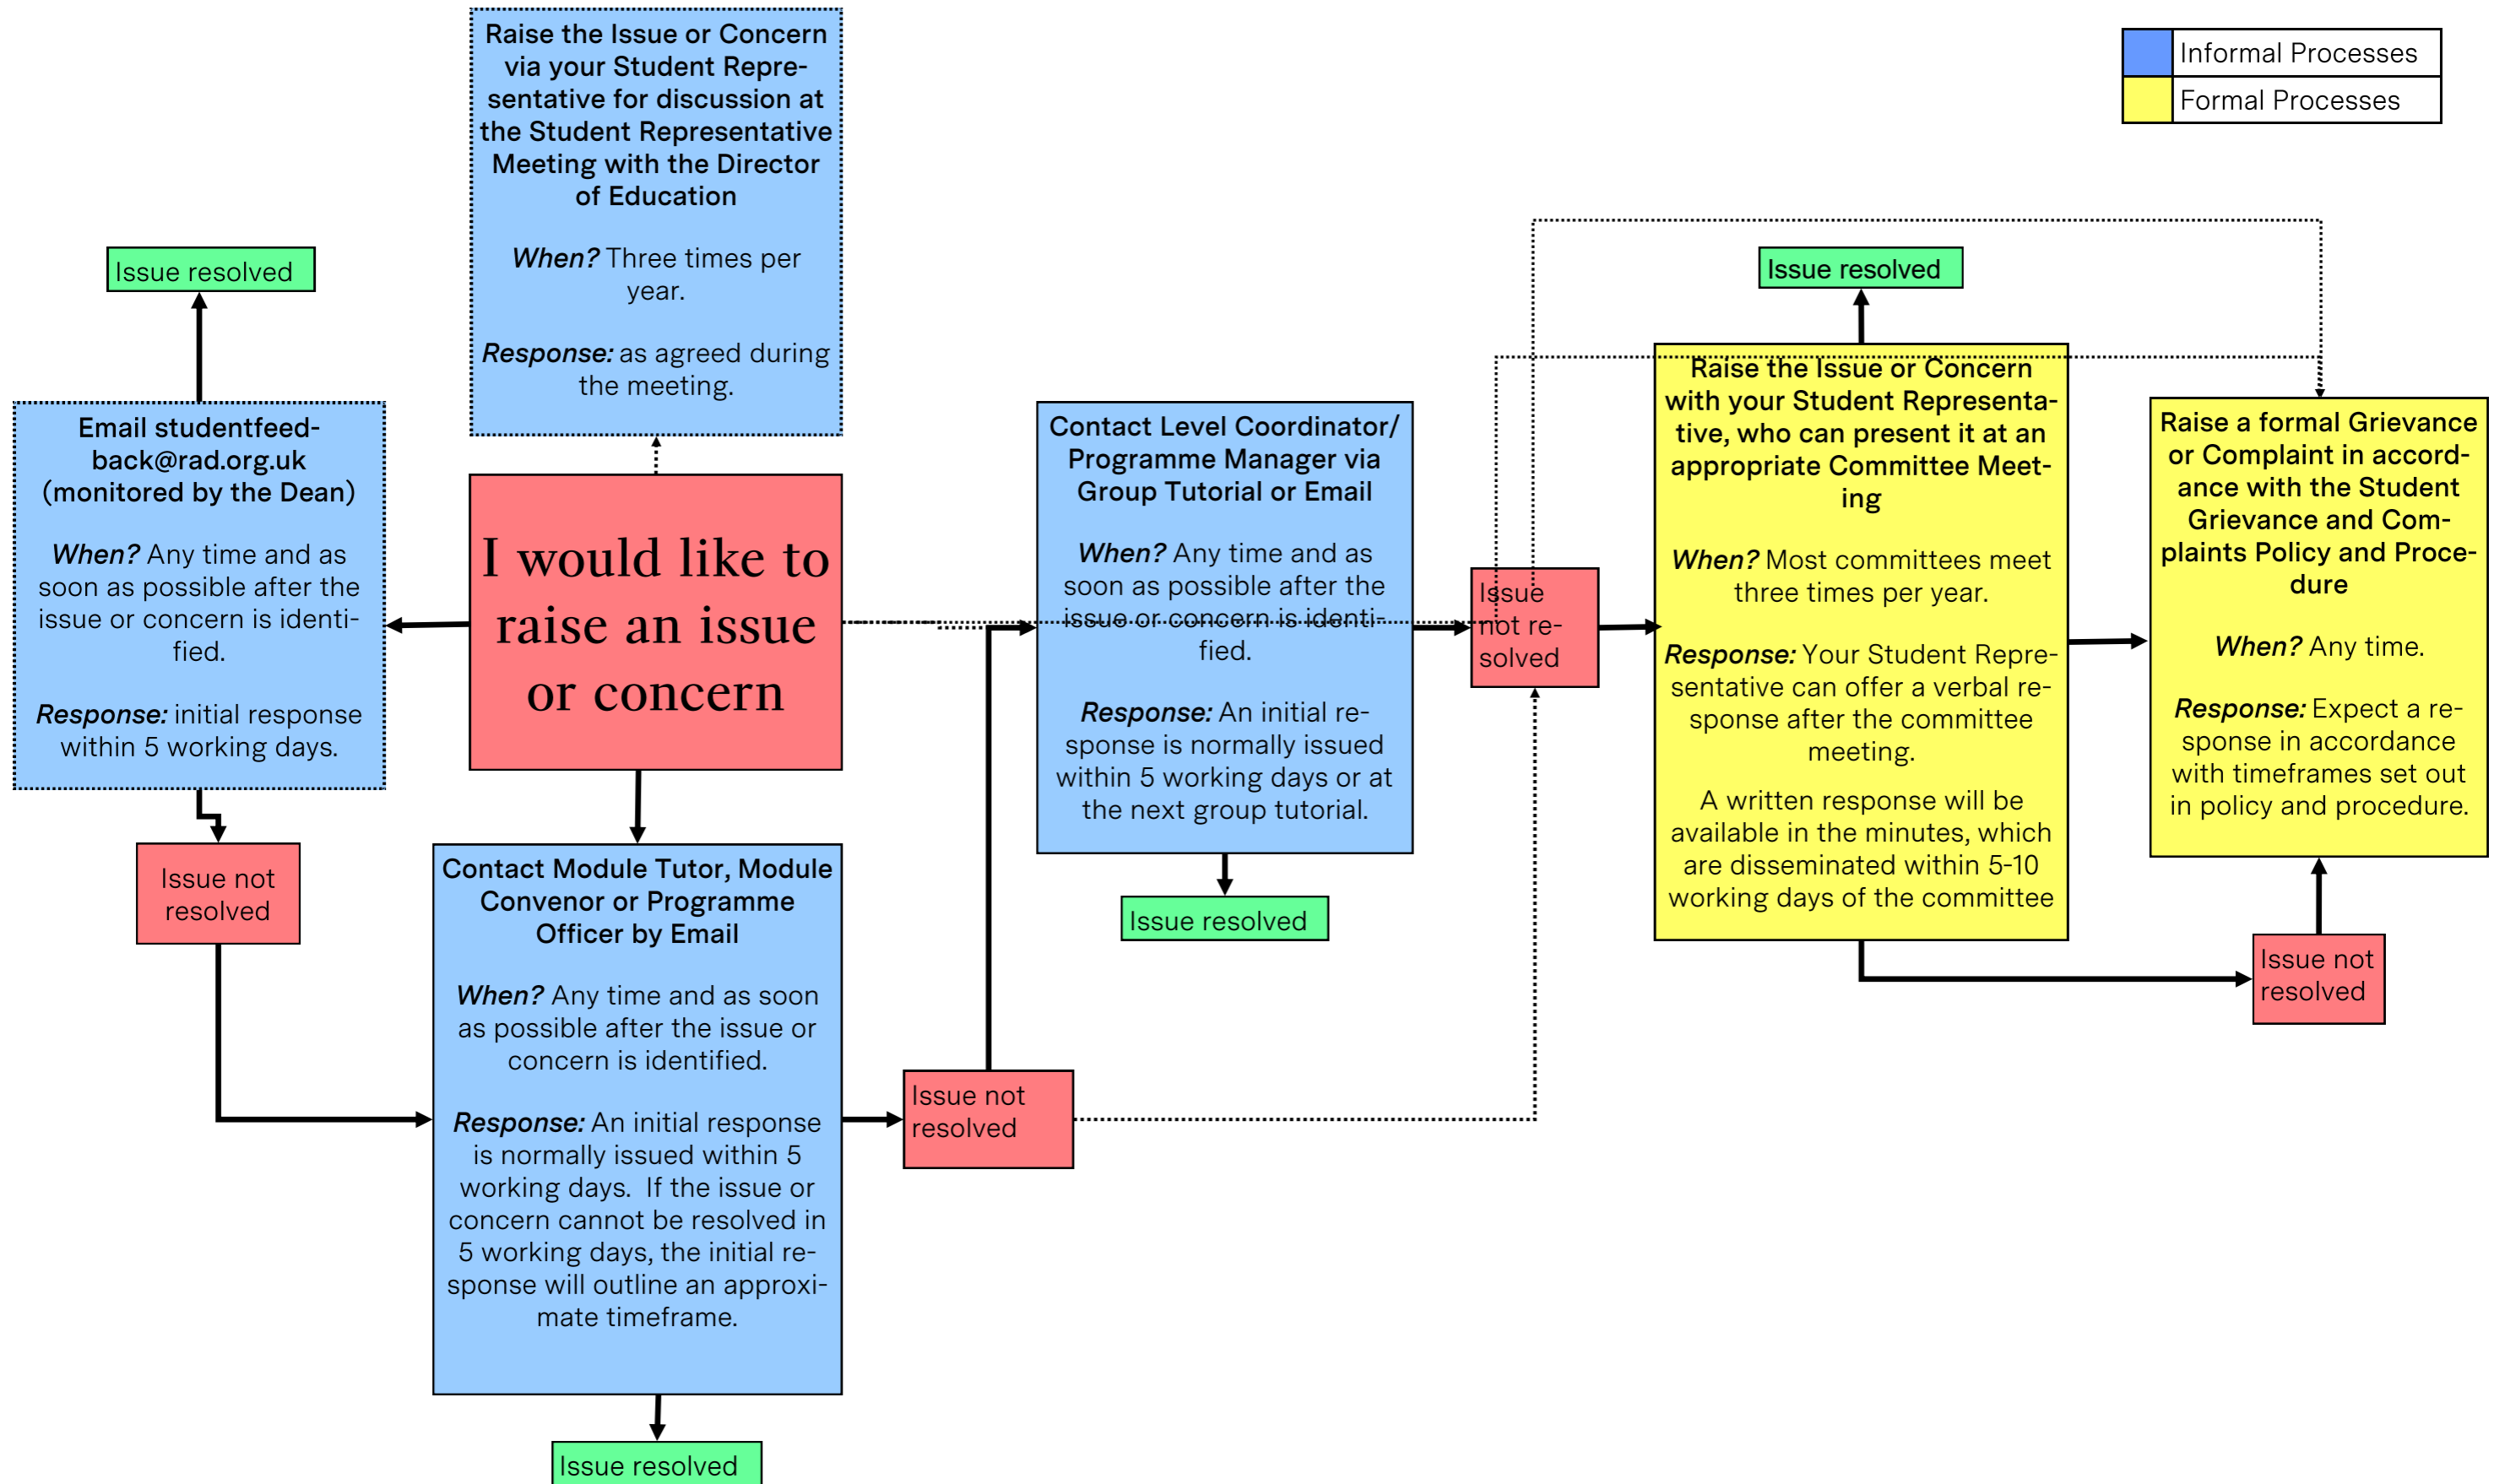 Raise the Issue or Concern
via your Student Repre-
sentative for discussion at
the Student Representative
Meeting with the Director
of Education
When? Three times per
year.
Response: as agreed during
the meeting.
Informal Processes
Formal Processes
Issue resolved
Email studentfeed-
back@rad.org.uk
(monitored by the Dean)
When? Any time and as
soon as possible after the
issue or concern is identi-
fied.
Response: initial response
within 5 working days.
Issue not
resolved
I would like to
raise an issue
or concern
Contact Module Tutor, Module
Convenor or Programme
Officer by Email
When? Any time and as soon
as possible after the issue or
concern is identified.
Response: An initial response
is normally issued within 5
working days.  If the issue or
concern cannot be resolved in
5 working days, the initial re-
sponse will outline an approxi-
mate timeframe.
Issue resolved
Issue not
resolved
Contact Level Coordinator/
Programme Manager via
Group Tutorial or Email
When? Any time and as
soon as possible after the
issue or concern is identi-
fied.
Response: An initial re-
sponse is normally issued
within 5 working days or at
the next group tutorial.
Issue resolved
Issue
not re-
solved
Issue resolved
Raise the Issue or Concern
with your Student Representa-
tive, who can present it at an
appropriate Committee Meet-
ing
When? Most committees meet
three times per year.
Response: Your Student Repre-
sentative can offer a verbal re-
sponse after the committee
meeting.
A written response will be
available in the minutes, which
are disseminated within 5-10
working days of the committee
Raise a formal Grievance
or Complaint in accord-
ance with the Student
Grievance and Com-
plaints Policy and Proce-
dure
When? Any time.
Response: Expect a re-
sponse in accordance
with timeframes set out
in policy and procedure.
Issue not
resolved